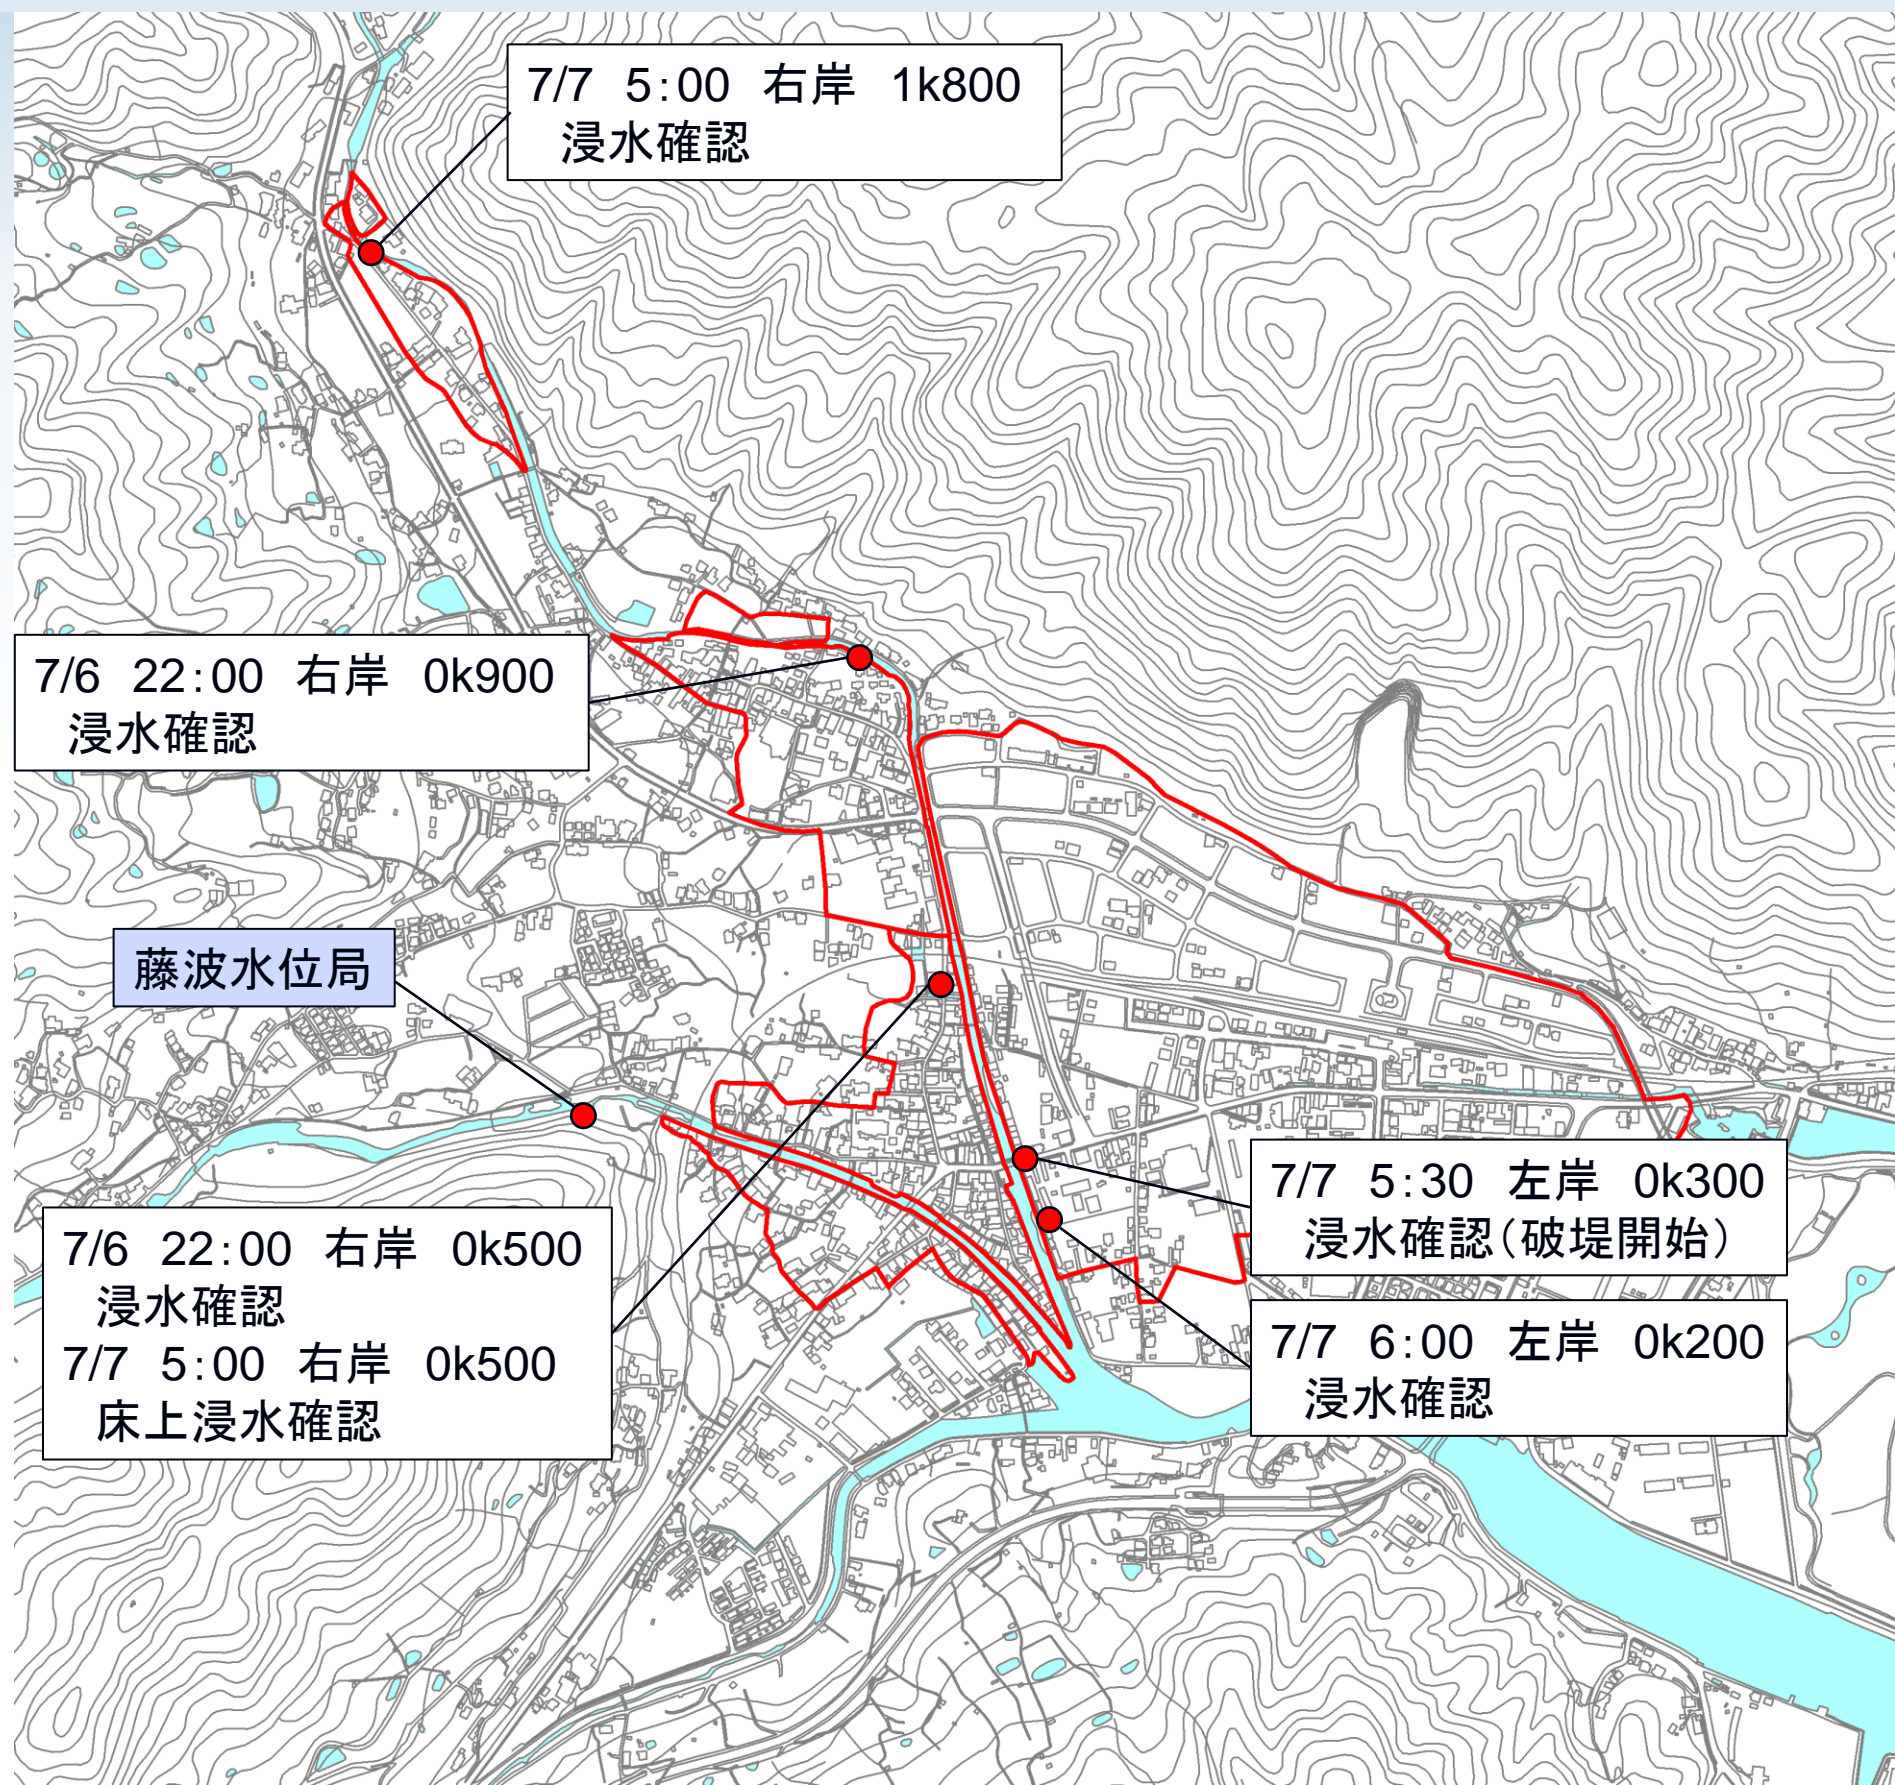 7/7 5:00 右岸 1k800
浸水確認
7/6 22:00 右岸 0k900
浸水確認
藤波水位局
7/7 5:30 左岸 0k300
浸水確認(破堤開始)
7/6 22:00 右岸 0k500
浸水確認
7/7 5:00 右岸 0k500
床上浸水確認
7/7 6:00 左岸 0k200
浸水確認